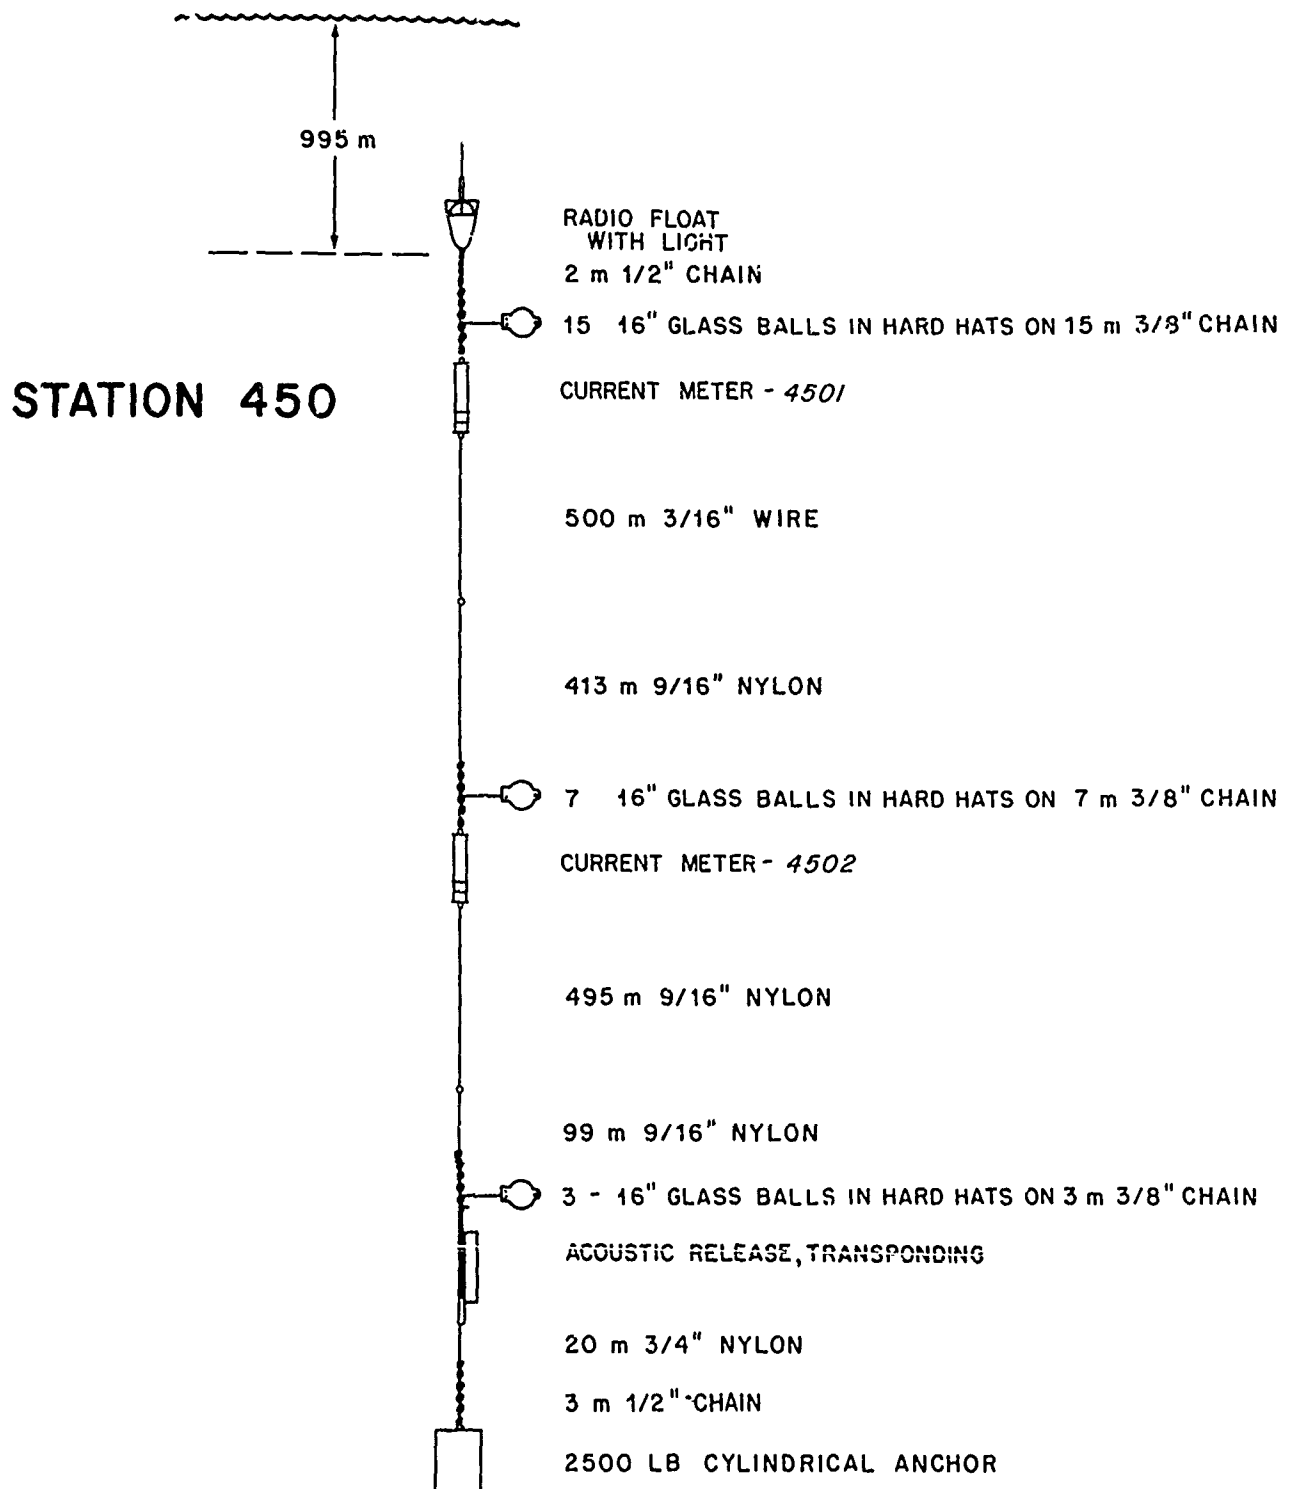 995 m
RADIO FLOAT
WITH LIGHT
2 m 1/2" CHAIN
15 16" GLASS BALLS IN HARD HATS ON 15 m 3/8" CHAIN
STATION 450
CURRENT METER - 4501
500 m 3/16" WIRE
413 m 9/16" NYLON
7 16" GLASS BALLS IN HARD HATS ON 7 m 3/8" CHAIN
CURRENT METER - 4502
495 m 9/16" NYLON
99 m 9/16" NYLON
3 - 16" GLASS BALLS IN HARD HATS ON 3 m 3/8" CHAIN
ACOUSTIC RELEASE, TRANSPONDING
20 m 3/4" NYLON
3 m 1/2" CHAIN
2500 LB CYLINDRICAL ANCHOR